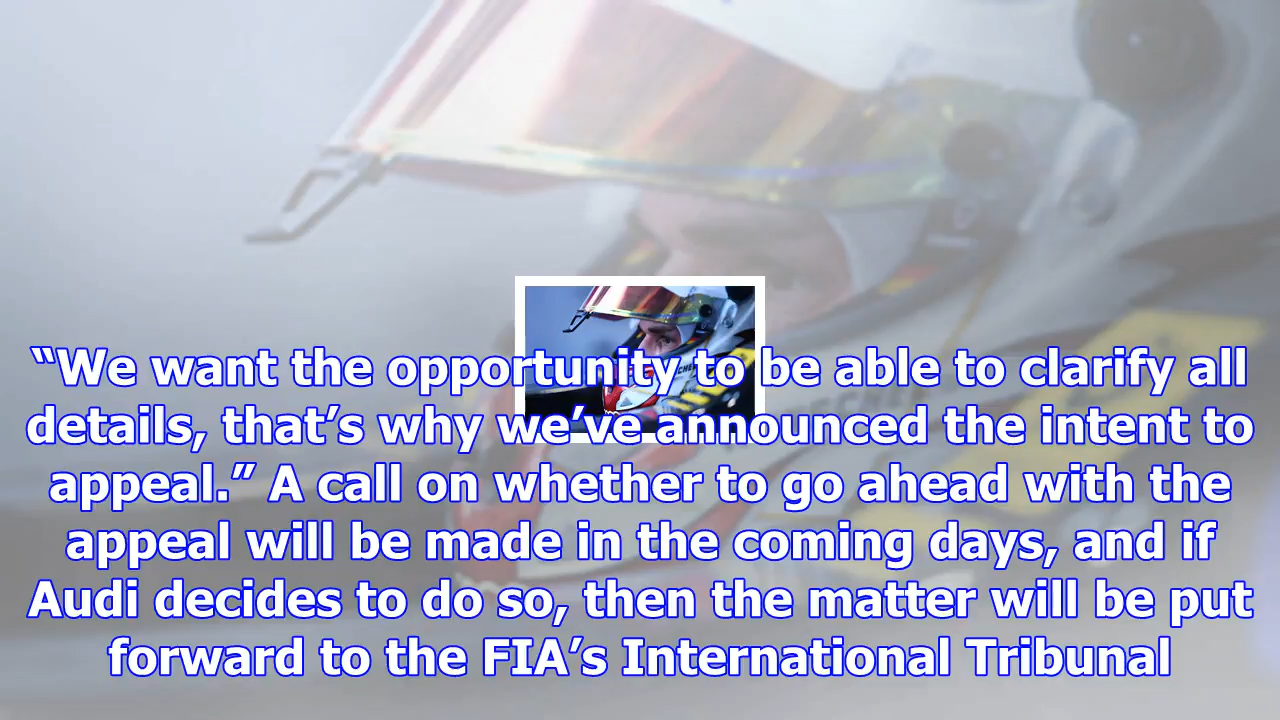 “We want the opportunity to be able to clarify all
details, that’s why we’ve announced the intent to
appeal.” A call on whether to go ahead with the
appeal will be made in the coming days, and if
Audi decides to do so, then the matter will be put
forward to the FIA’s International Tribunal